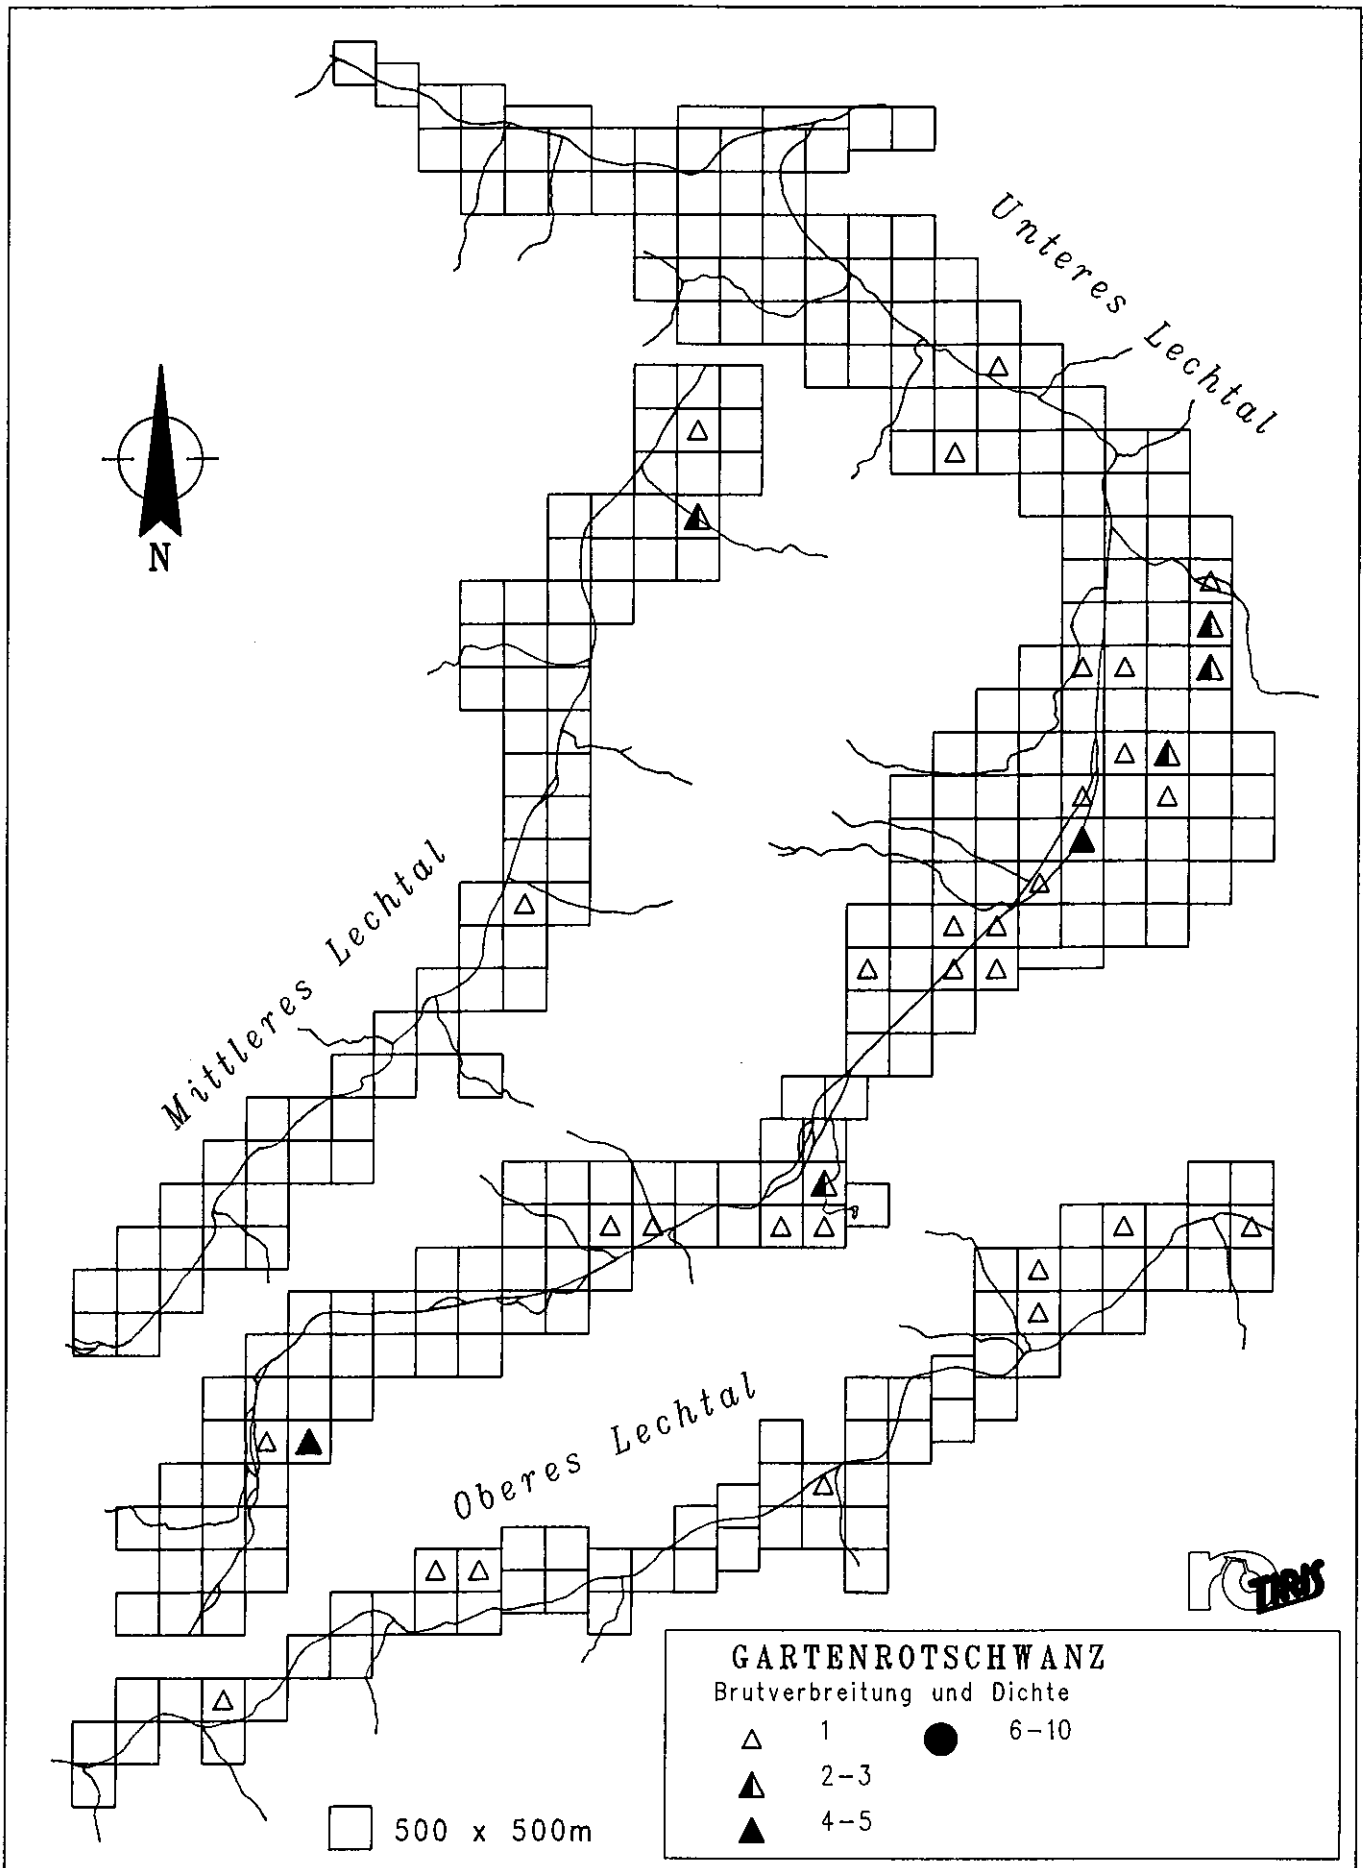 Unteres Lechtal
N
Mittleres Lechtal
Oberes Lechtal
TIRIS
GARTENROTSCHWANZ
Brutverbreitung und Dichte
1
6-10
2-3
4-5
500 x 500m